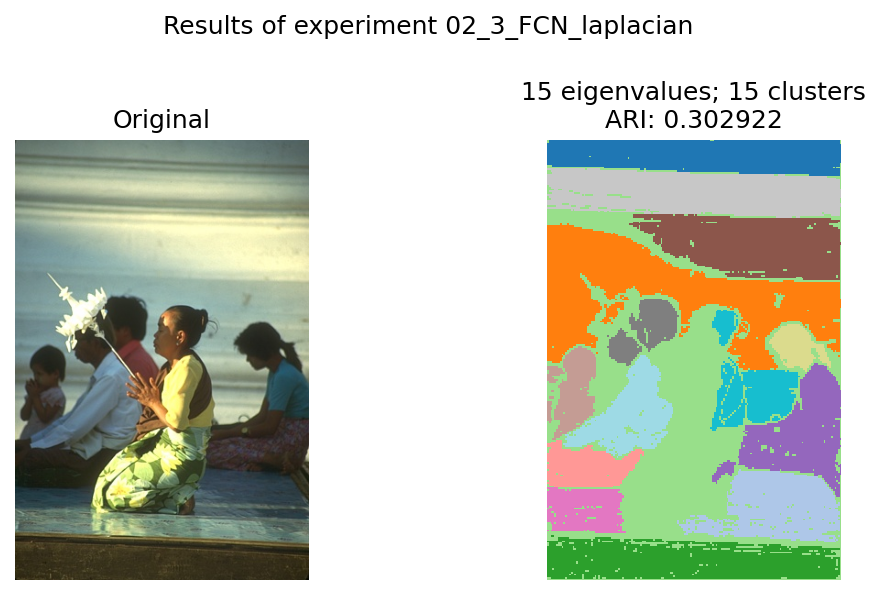 Results of experiment 02_3_FCN_laplacian
Original
15 eigenvalues; 15 clusters
ARI: 0.302922